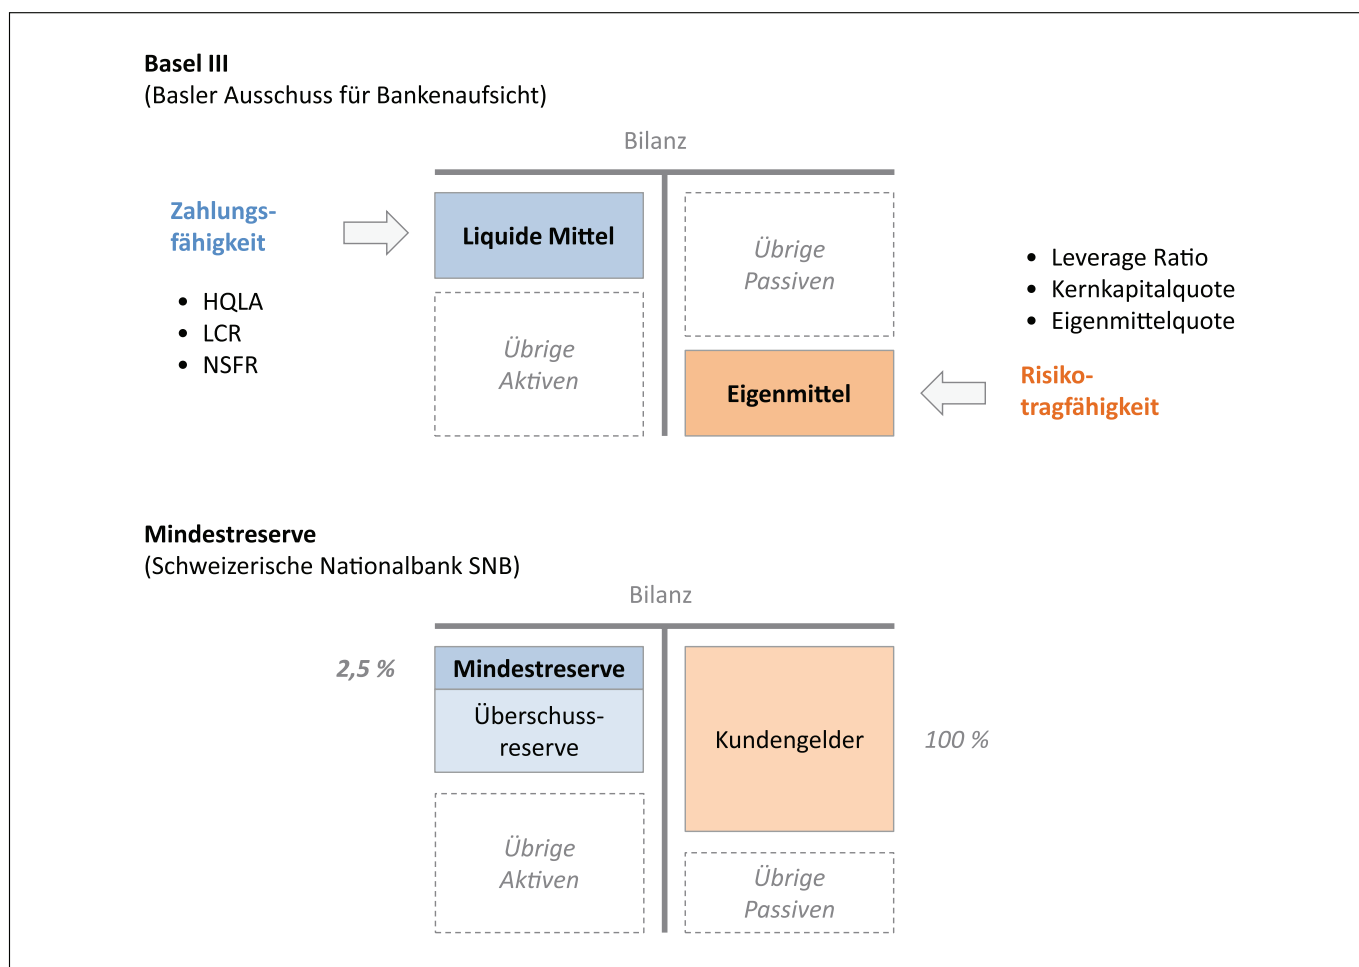 Basel III
(Basler Ausschuss für Bankenaufsicht)
Bilanz
Zahlungs-
fähigkeit
• HQLA
• LCR
• NSFR
Liquide Mittel
Übrige
Aktiven
Übrige
Passiven
Eigenmittel
• Leverage Ratio
• Kernkapitalquote
• Eigenmittelquote
Risiko-
tragfähigkeit
Mindestreserve
(Schweizerische Nationalbank SNB)
Bilanz
2,5 %
Mindestreserve
Überschuss-
reserve
Übrige
Aktiven
Kundengelder
100 %
Übrige
Passiven